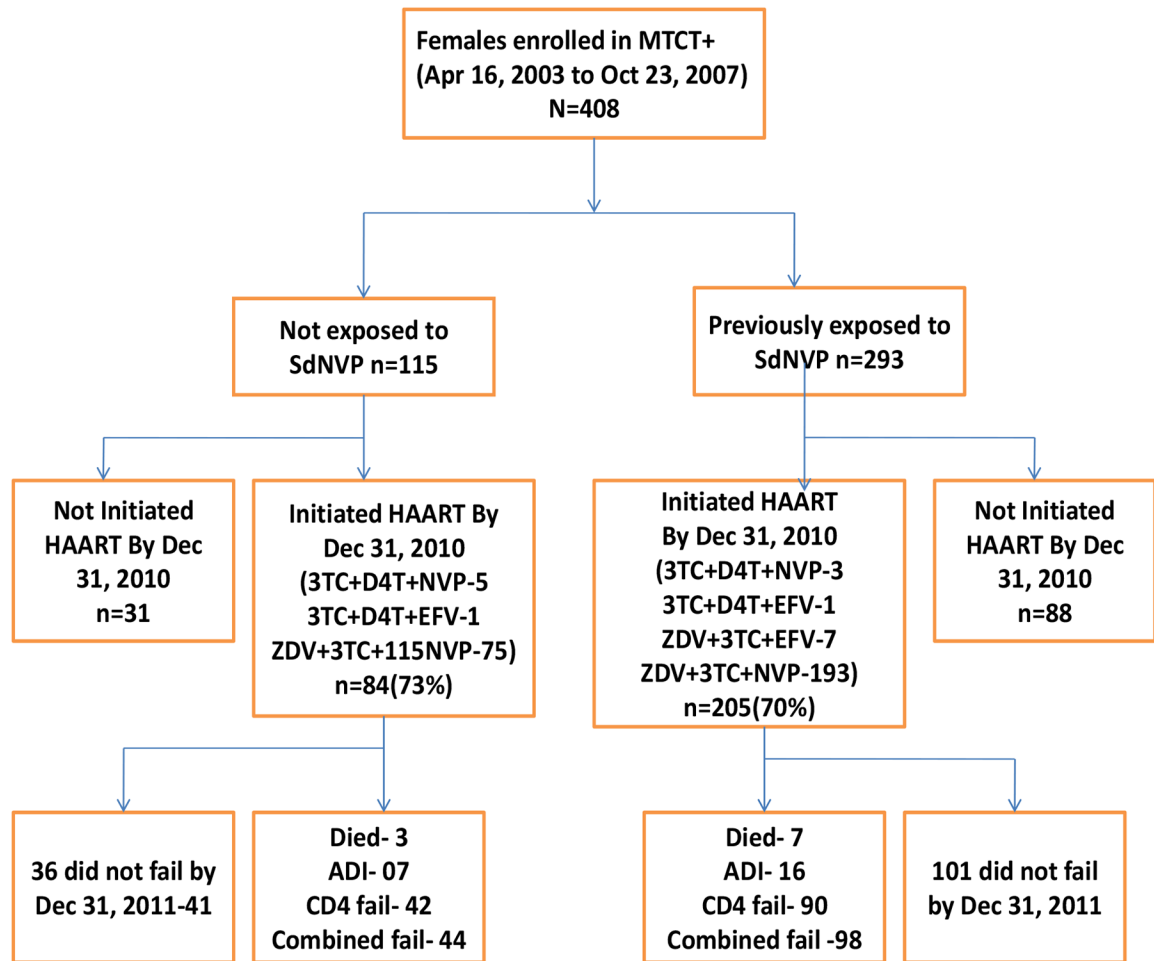 Females enrolled in MTCT+
(Apr 16, 2003 to Oct 23, 2007)
N=408
Not exposed to
SdNVP n=115
Previously exposed to
SdNVP n=293
Not Initiated
HAART By Dec
31, 2010
n=31
Initiated HAART By
Dec 31, 2010
(3TC+D4T+NVP-5
3TC+D4T+EFV-1
ZDV+3TC+115NVP-75)
n=84(73%)
Initiated HAART
By Dec 31, 2010
(3TC+D4T+NVP-3
3TC+D4T+EFV-1
ZDV+3TC+EFV-7
ZDV+3TC+NVP-193)
n=205(70%)
Not Initiated
HAART By Dec
31, 2010
n=88
36 did not fail by
Dec 31, 2011-41
Died- 3
ADI- 07
CD4 fail- 42
Combined fail- 44
Died- 7
ADI- 16
CD4 fail- 90
Combined fail -98
101 did not fail
by Dec 31, 2011